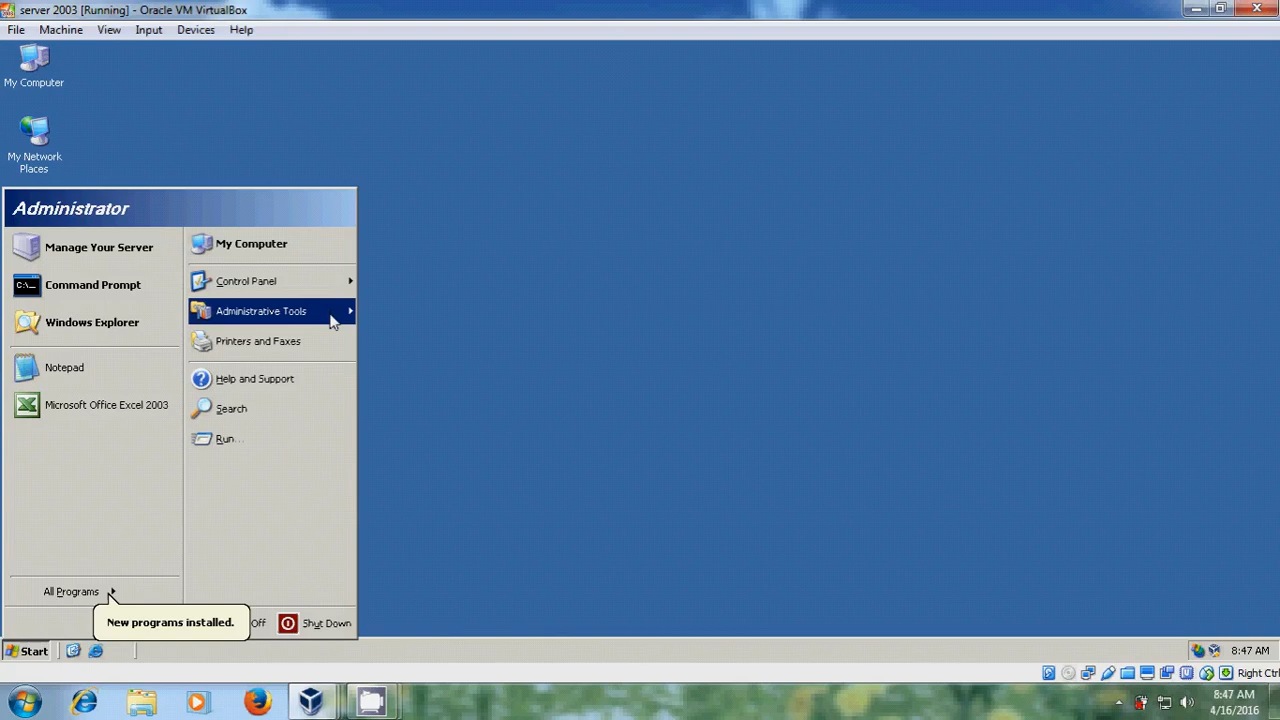 server 2003 [Running] - Oracle VM VirtualBox
File Machine View Input Devices Help
My Computer
My Network
Places
Administrator
Manage Your Server
Command Prompt
Windows Explorer
Notepad
Microsoft Office Excel 2003
All Programs
New programs installed.
My Computer
Control Panel
Administrative Tools
Printers and Faxes
Help and Support
Search
Run...
Off
Shut Down
Start
8:47 AM
Right Ctrl
8:47 AM
4/16/2016